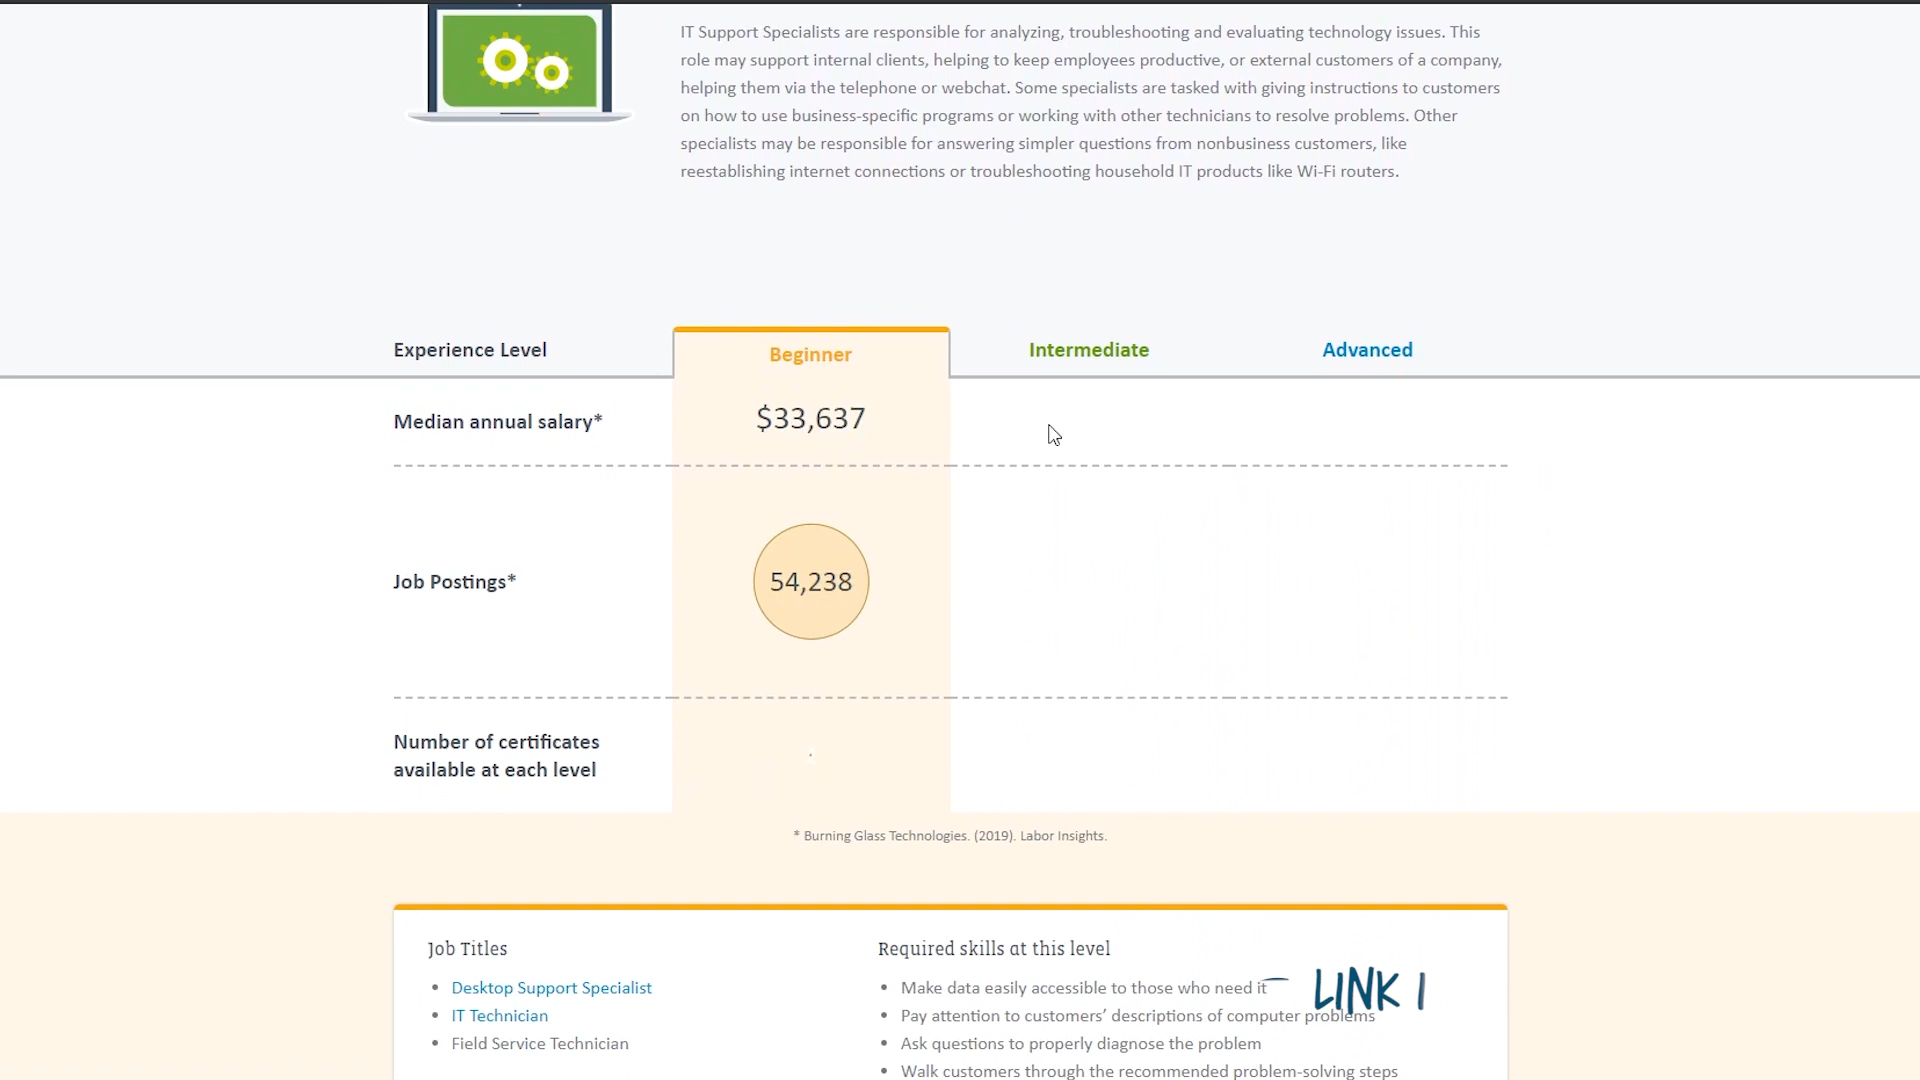 IT Support Specialists are responsible for analyzing, troubleshooting and evaluating technology issues. This
role may support internal clients, helping to keep employees productive, or external customers of a company,
helping them via the telephone or webchat. Some specialists are tasked with giving instructions to customers
on how to use business-specific programs or working with other technicians to resolve problems. Other
specialists may be responsible for answering simpler questions from nonbusiness customers, like
reestablishing internet connections or troubleshooting household IT products like Wi-Fi routers.
Experience Level Beginner Intermediate Advanced
Median annual salary* $33,637
Job Postings* 54,238
Number of certificates
available at each level
* Burning Glass Technologies. (2019). Labor Insights.
Job Titles
• Desktop Support Specialist
• IT Technician
• Field Service Technician
Required skills at this level
• Make data easily accessible to those who need it
• Pay attention to customers’ descriptions of computer problems
• Ask questions to properly diagnose the problem
• Walk customers through the recommended problem-solving steps
LINK 1